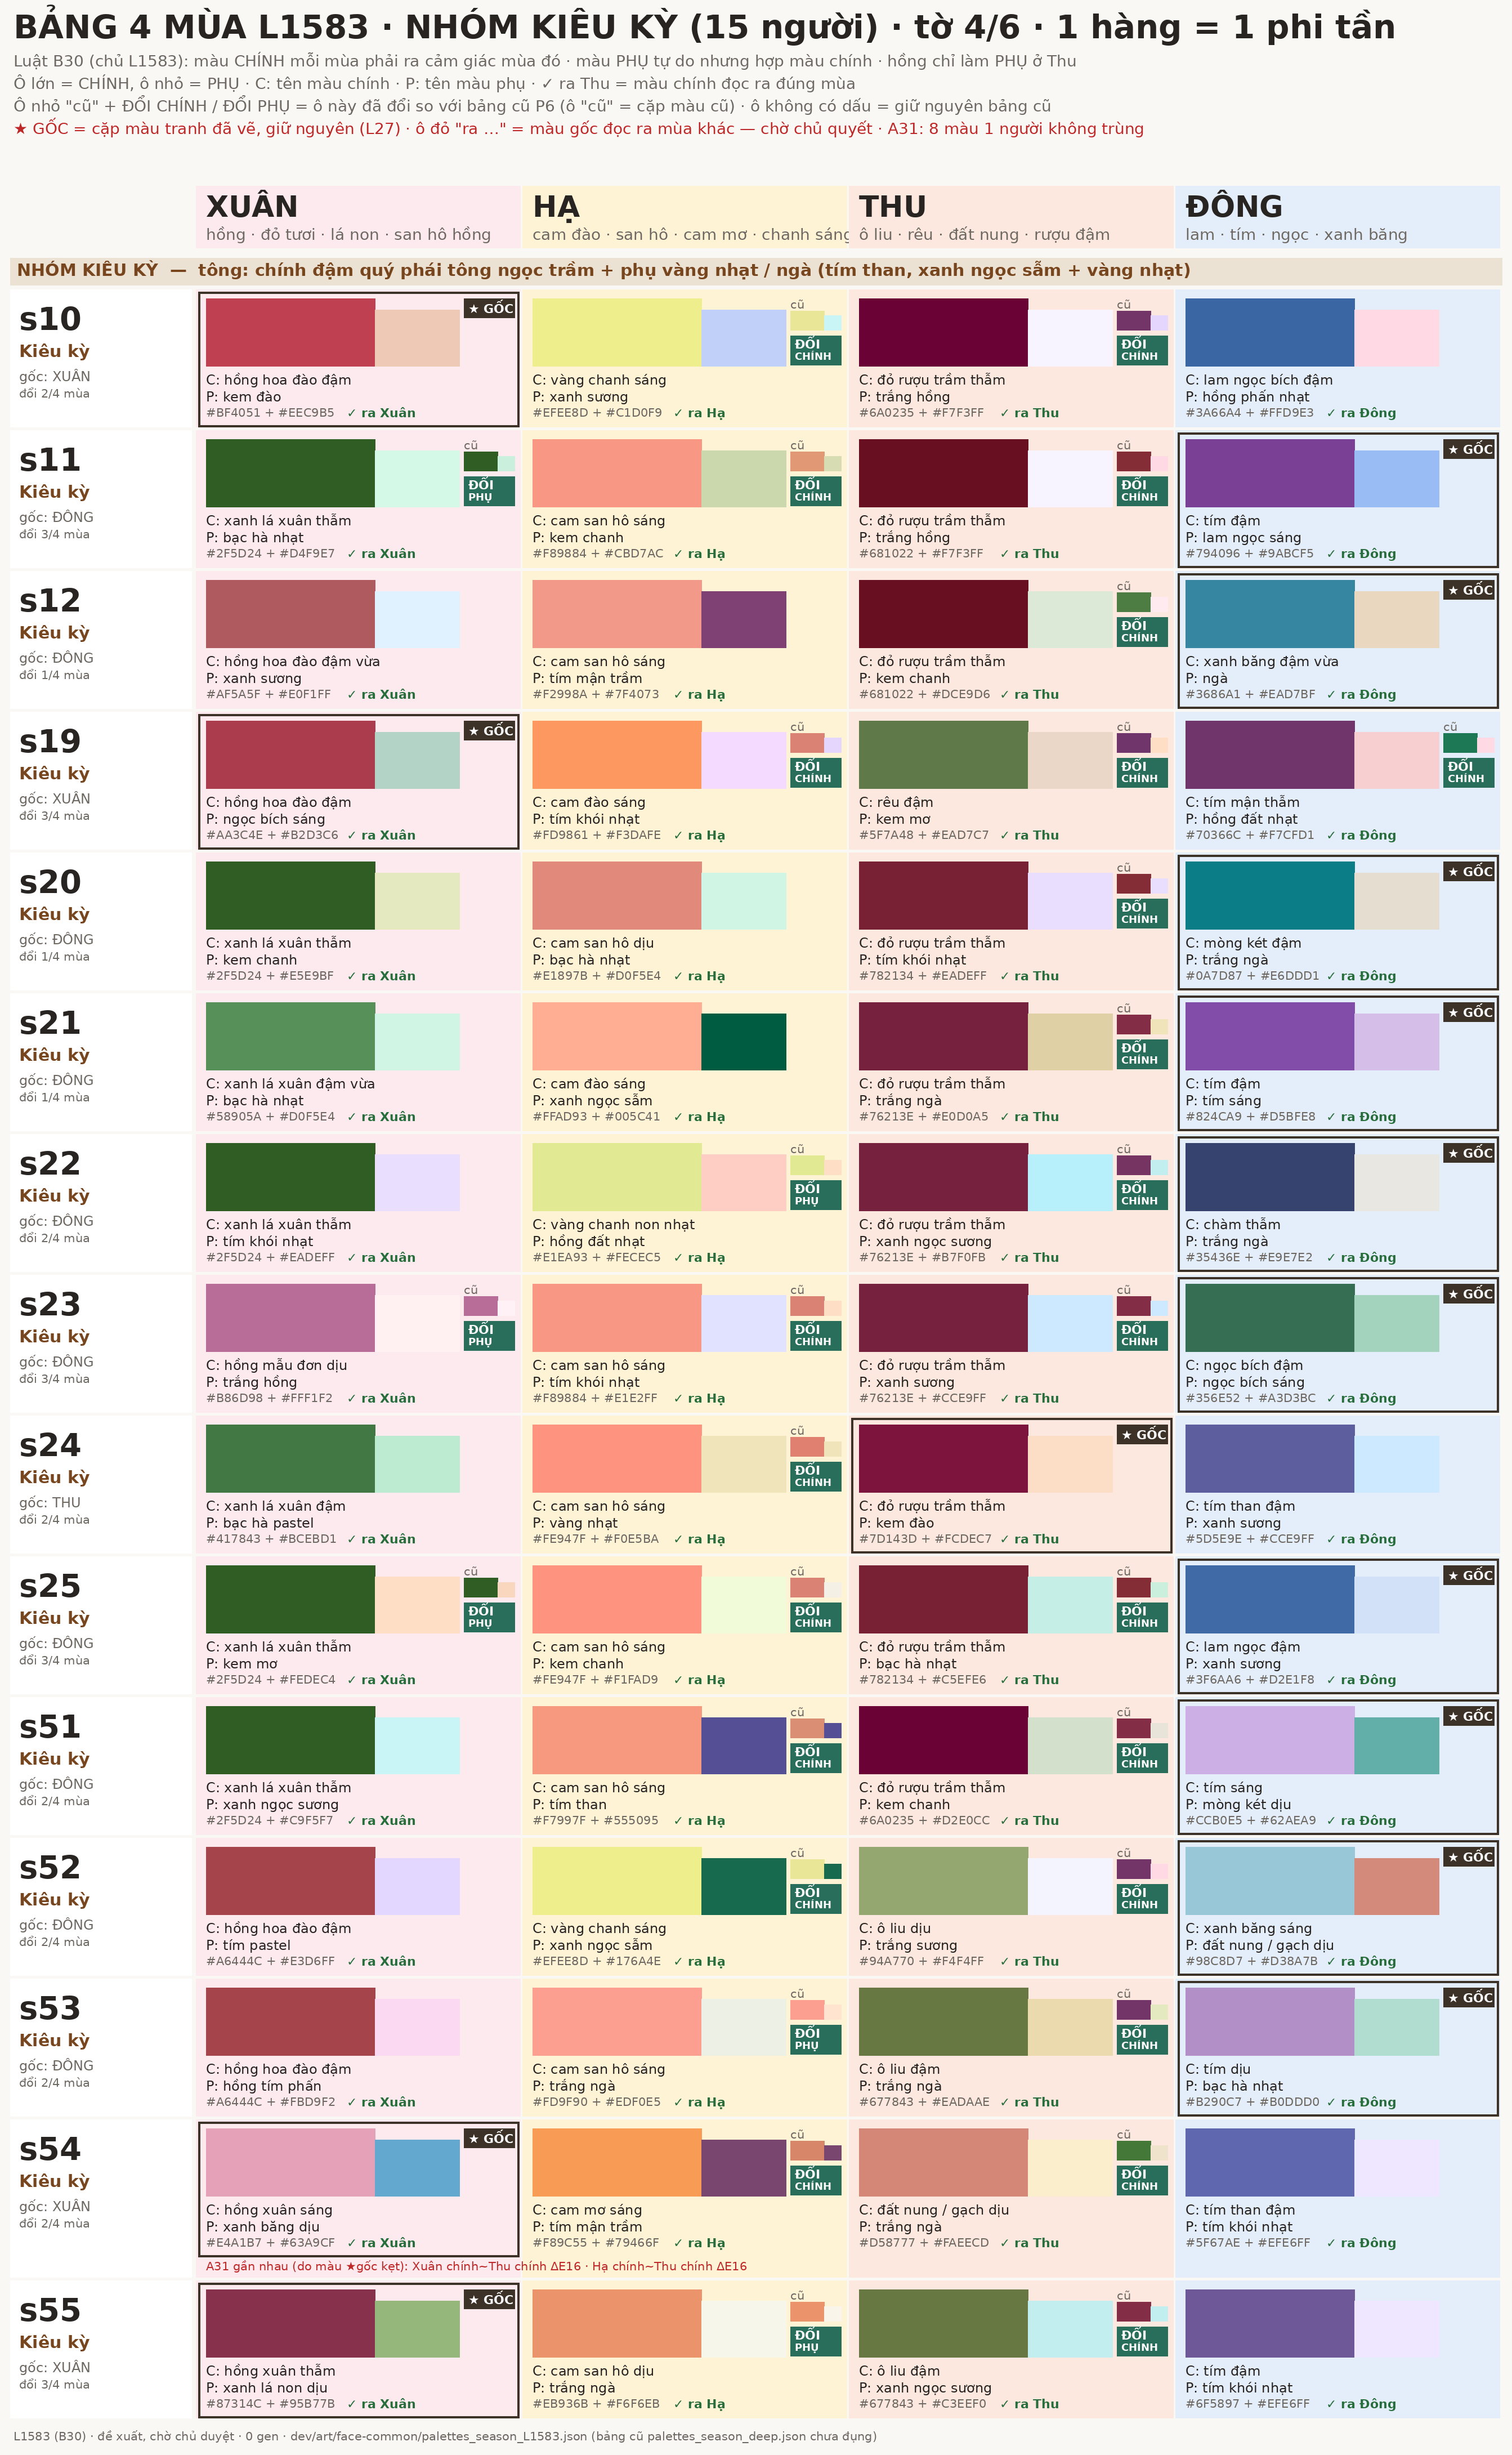 BẢNG 4 MÙA L1583 · NHÓM KIÊU KỲ (15 người) · tờ 4/6 · 1 hàng = 1 phi tần
Luật B30 (chủ L1583): màu CHÍNH mỗi mùa phải ra cảm giác mùa đó · màu PHỤ tự do nhưng hợp màu chính · hồng chỉ làm PHỤ ở Thu
Ô lớn = CHÍNH, ô nhỏ = PHỤ · C: tên màu chính · P: tên màu phụ · ✓ ra Thu = màu chính đọc ra đúng mùa
Ô nhỏ "cũ" + ĐỔI CHÍNH / ĐỔI PHỤ = ô này đã đổi so với bảng cũ P6 (ô "cũ" = cặp màu cũ) · ô không có dấu = giữ nguyên bảng cũ
★ GỐC = cặp màu tranh đã vẽ, giữ nguyên (L27) · ô đỏ "ra ..." = màu gốc đọc ra mùa khác — chờ chủ quyết · A31: 8 màu 1 người không trùng
XUÂN
hồng · đỏ tươi · lá non · san hô hồng
HẠ
cam đào · san hô · cam mơ · chanh sáng
THU
ô liu · rêu · đất nung · rượu đậm
ĐÔNG
lam · tím · ngọc · xanh băng
NHÓM KIÊU KỲ — tông: chính đậm quý phái tông ngọc trầm + phụ vàng nhạt / ngà (tím than, xanh ngọc sẫm + vàng nhạt)
s10
Kiêu kỳ
gốc: XUÂN
đổi 2/4 mùa
★ GỐC
C: hồng hoa đào đậm
P: kem đào
#BF4051 + #EEC9B5 ✓ ra Xuân
cũ
ĐỔI
CHÍNH
C: vàng chanh sáng
P: xanh sương
#EFEE8D + #C1D0F9 ✓ ra Hạ
cũ
ĐỔI
CHÍNH
C: đỏ rượu trầm thẫm
P: trắng hồng
#6A0235 + #F7F3FF ✓ ra Thu
C: lam ngọc bích đậm
P: hồng phấn nhạt
#3A66A4 + #FFD9E3 ✓ ra Đông
s11
Kiêu kỳ
gốc: ĐÔNG
đổi 3/4 mùa
cũ
ĐỔI
PHỤ
C: xanh lá xuân thẫm
P: bạc hà nhạt
#2F5D24 + #D4F9E7 ✓ ra Xuân
cũ
ĐỔI
CHÍNH
C: cam san hô sáng
P: kem chanh
#F89884 + #CBD7AC ✓ ra Hạ
cũ
ĐỔI
CHÍNH
C: đỏ rượu trầm thẫm
P: trắng hồng
#681022 + #F7F3FF ✓ ra Thu
★ GỐC
C: tím đậm
P: lam ngọc sáng
#794096 + #9ABCF5 ✓ ra Đông
s12
Kiêu kỳ
gốc: ĐÔNG
đổi 1/4 mùa
C: hồng hoa đào đậm vừa
P: xanh sương
#AF5A5F + #E0F1FF ✓ ra Xuân
C: cam san hô sáng
P: tím mận trầm
#F2998A + #7F4073 ✓ ra Hạ
cũ
ĐỔI
CHÍNH
C: đỏ rượu trầm thẫm
P: kem chanh
#681022 + #DCE9D6 ✓ ra Thu
★ GỐC
C: xanh băng đậm vừa
P: ngà
#3686A1 + #EAD7BF ✓ ra Đông
s19
Kiêu kỳ
gốc: XUÂN
đổi 3/4 mùa
★ GỐC
C: hồng hoa đào đậm
P: ngọc bích sáng
#AA3C4E + #B2D3C6 ✓ ra Xuân
cũ
ĐỔI
CHÍNH
C: cam đào sáng
P: tím khói nhạt
#FD9861 + #F3DAFE ✓ ra Hạ
cũ
ĐỔI
CHÍNH
C: rêu đậm
P: kem mơ
#5F7A48 + #EAD7C7 ✓ ra Thu
cũ
ĐỔI
CHÍNH
C: tím mận thẫm
P: hồng đất nhạt
#70366C + #F7CFD1 ✓ ra Đông
s20
Kiêu kỳ
gốc: ĐÔNG
đổi 1/4 mùa
C: xanh lá xuân thẫm
P: kem chanh
#2F5D24 + #E5E9BF ✓ ra Xuân
C: cam san hô dịu
P: bạc hà nhạt
#E1897B + #D0F5E4 ✓ ra Hạ
cũ
ĐỔI
CHÍNH
C: đỏ rượu trầm thẫm
P: tím khói nhạt
#782134 + #EADEFF ✓ ra Thu
★ GỐC
C: mòng két đậm
P: trắng ngà
#0A7D87 + #E6DDD1 ✓ ra Đông
s21
Kiêu kỳ
gốc: ĐÔNG
đổi 1/4 mùa
C: xanh lá xuân đậm vừa
P: bạc hà nhạt
#58905A + #D0F5E4 ✓ ra Xuân
C: cam đào sáng
P: xanh ngọc sẫm
#FFAD93 + #005C41 ✓ ra Hạ
cũ
ĐỔI
CHÍNH
C: đỏ rượu trầm thẫm
P: trắng ngà
#76213E + #E0D0A5 ✓ ra Thu
★ GỐC
C: tím đậm
P: tím sáng
#824CA9 + #D5BFE8 ✓ ra Đông
s22
Kiêu kỳ
gốc: ĐÔNG
đổi 2/4 mùa
C: xanh lá xuân thẫm
P: tím khói nhạt
#2F5D24 + #EADEFF ✓ ra Xuân
cũ
ĐỔI
PHỤ
C: vàng chanh non nhạt
P: hồng đất nhạt
#E1EA93 + #FECEC5 ✓ ra Hạ
cũ
ĐỔI
CHÍNH
C: đỏ rượu trầm thẫm
P: xanh ngọc sương
#76213E + #B7F0FB ✓ ra Thu
★ GỐC
C: chàm thẫm
P: trắng ngà
#35436E + #E9E7E2 ✓ ra Đông
s23
Kiêu kỳ
gốc: ĐÔNG
đổi 3/4 mùa
cũ
ĐỔI
PHỤ
C: hồng mẫu đơn dịu
P: trắng hồng
#B86D98 + #FFF1F2 ✓ ra Xuân
cũ
ĐỔI
CHÍNH
C: cam san hô sáng
P: tím khói nhạt
#F89884 + #E1E2FF ✓ ra Hạ
cũ
ĐỔI
CHÍNH
C: đỏ rượu trầm thẫm
P: xanh sương
#76213E + #CCE9FF ✓ ra Thu
★ GỐC
C: ngọc bích đậm
P: ngọc bích sáng
#356E52 + #A3D3BC ✓ ra Đông
s24
Kiêu kỳ
gốc: THU
đổi 2/4 mùa
C: xanh lá xuân đậm
P: bạc hà pastel
#417843 + #BCEBD1 ✓ ra Xuân
cũ
ĐỔI
CHÍNH
C: cam san hô sáng
P: vàng nhạt
#FE947F + #F0E5BA ✓ ra Hạ
★ GỐC
C: đỏ rượu trầm thẫm
P: kem đào
#7D143D + #FCDEC7 ✓ ra Thu
C: tím than đậm
P: xanh sương
#5D5E9E + #CCE9FF ✓ ra Đông
s25
Kiêu kỳ
gốc: ĐÔNG
đổi 3/4 mùa
cũ
ĐỔI
PHỤ
C: xanh lá xuân thẫm
P: kem mơ
#2F5D24 + #FEDEC4 ✓ ra Xuân
cũ
ĐỔI
CHÍNH
C: cam san hô sáng
P: kem chanh
#FE947F + #F1FAD9 ✓ ra Hạ
cũ
ĐỔI
CHÍNH
C: đỏ rượu trầm thẫm
P: bạc hà nhạt
#782134 + #C5EFE6 ✓ ra Thu
★ GỐC
C: lam ngọc đậm
P: xanh sương
#3F6AA6 + #D2E1F8 ✓ ra Đông
s51
Kiêu kỳ
gốc: ĐÔNG
đổi 2/4 mùa
C: xanh lá xuân thẫm
P: xanh ngọc sương
#2F5D24 + #C9F5F7 ✓ ra Xuân
cũ
ĐỔI
CHÍNH
C: cam san hô sáng
P: tím than
#F7997F + #555095 ✓ ra Hạ
cũ
ĐỔI
CHÍNH
C: đỏ rượu trầm thẫm
P: kem chanh
#6A0235 + #D2E0CC ✓ ra Thu
★ GỐC
C: tím sáng
P: mòng két dịu
#CCB0E5 + #62AEA9 ✓ ra Đông
s52
Kiêu kỳ
gốc: ĐÔNG
đổi 2/4 mùa
C: hồng hoa đào đậm
P: tím pastel
#A6444C + #E3D6FF ✓ ra Xuân
cũ
ĐỔI
CHÍNH
C: vàng chanh sáng
P: xanh ngọc sẫm
#EFEE8D + #176A4E ✓ ra Hạ
cũ
ĐỔI
CHÍNH
C: ô liu dịu
P: trắng sương
#94A770 + #F4F4FF ✓ ra Thu
★ GỐC
C: xanh băng sáng
P: đất nung / gạch dịu
#98C8D7 + #D38A7B ✓ ra Đông
s53
Kiêu kỳ
gốc: ĐÔNG
đổi 2/4 mùa
C: hồng hoa đào đậm
P: hồng tím phấn
#A6444C + #FBD9F2 ✓ ra Xuân
cũ
ĐỔI
PHỤ
C: cam san hô sáng
P: trắng ngà
#FD9F90 + #EDF0E5 ✓ ra Hạ
cũ
ĐỔI
CHÍNH
C: ô liu đậm
P: trắng ngà
#677843 + #EADAAE ✓ ra Thu
★ GỐC
C: tím dịu
P: bạc hà nhạt
#B290C7 + #B0DDD0 ✓ ra Đông
s54
Kiêu kỳ
gốc: XUÂN
đổi 2/4 mùa
★ GỐC
C: hồng xuân sáng
P: xanh băng dịu
#E4A1B7 + #63A9CF ✓ ra Xuân
cũ
ĐỔI
CHÍNH
C: cam mơ sáng
P: tím mận trầm
#F89C55 + #79466F ✓ ra Hạ
cũ
ĐỔI
CHÍNH
C: đất nung / gạch dịu
P: trắng ngà
#D58777 + #FAEECD ✓ ra Thu
C: tím than đậm
P: tím khói nhạt
#5F67AE + #EFE6FF ✓ ra Đông
A31 gần nhau (do màu ★gốc kẹt): Xuân chính~Thu chính ΔE16 · Hạ chính~Thu chính ΔE16
s55
Kiêu kỳ
gốc: XUÂN
đổi 3/4 mùa
★ GỐC
C: hồng xuân thẫm
P: xanh lá non dịu
#87314C + #95B77B ✓ ra Xuân
cũ
ĐỔI
PHỤ
C: cam san hô dịu
P: trắng ngà
#EB936B + #F6F6EB ✓ ra Hạ
cũ
ĐỔI
CHÍNH
C: ô liu đậm
P: xanh ngọc sương
#677843 + #C3EEF0 ✓ ra Thu
C: tím đậm
P: tím khói nhạt
#6F5897 + #EFE6FF ✓ ra Đông
L1583 (B30) · đề xuất, chờ chủ duyệt · 0 gen · dev/art/face-common/palettes_season_L1583.json (bảng cũ palettes_season_deep.json chưa đụng)